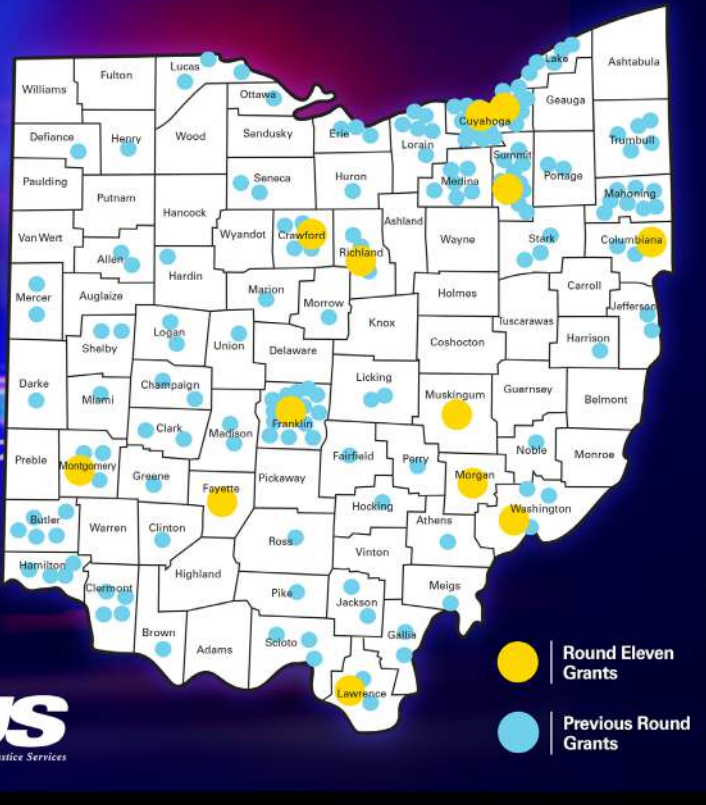 Williams
Fulton
Lucas
Ottawa
Lake
Ashtabula
Geauga
Cuyahoga
Defiance
Henry
Wood
Sandusky
Erie
Lorain
Trumbull
Summit
Portage
Medina
Mahoning
Paulding
Putnam
Hancock
Seneca
Huron
Ashland
Wayne
Stark
Columbiana
Van Wert
Allen
Wyandot
Crawford
Richland
Hardin
Marion
Morrow
Mercer
Auglaize
Holmes
Carroll
Jefferson
Tuscarawas
Knox
Logan
Union
Delaware
Coshocton
Harrison
Shelby
Darke
Miami
Champaign
Licking
Muskingum
Guernsey
Belmont
Clark
Madison
Franklin
Preble
Montgomery
Greene
Fayette
Pickaway
Fairfield
Perry
Morgan
Noble
Monroe
Washington
Hocking
Athens
Butler
Warren
Clinton
Ross
Vinton
Hamilton
Clermont
Highland
Pike
Jackson
Meigs
Brown
Adams
Scioto
Gallia
Lawrence
Round Eleven
Grants
Previous Round
Grants
Services